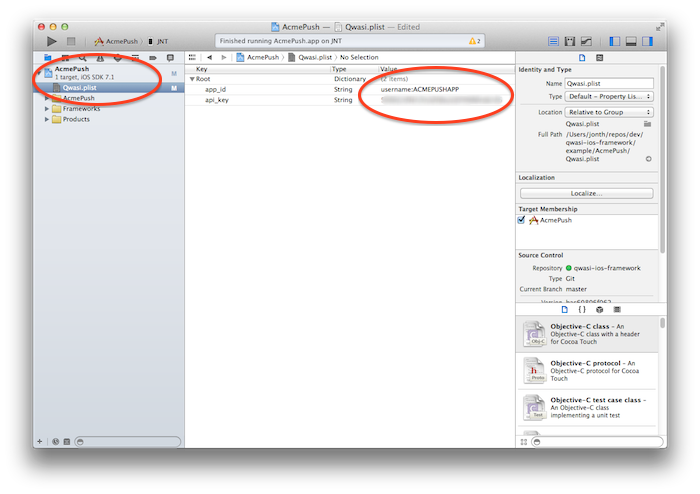 AcmePush — Qwasi.plist — Edited
AcmePush JNT
Finished running AcmePush.app on JNT
2
AcmePush Qwasi.plist No Selection
AcmePush
1 target, iOS SDK 7.1
M
Qwasi.plist
M
AcmePush
Frameworks
Products
Key Type Value
Root Dictionary (2 items)
app_id String username:ACMEPUSHAPP
api_key String
Identity and Type
Name Qwasi.plist
Type Default – Property Lis...
Location Relative to Group
Qwasi.plist
Full Path /Users/jonth/repos/dev/
qwasi-ios-framework/
example/AcmePush/
Qwasi.plist
Localization
Localize...
Target Membership
AcmePush
Source Control
Repository qwasi-ios-framework
Type Git
Current Branch master
Version
Objective-C class – An
Objective-C class with a header
for Cocoa Touch
Obj-C
Objective-C protocol – An
Objective-C protocol for Cocoa
Touch
Proto
Objective-C test case class –
An Objective-C class
implementing a unit test
Test